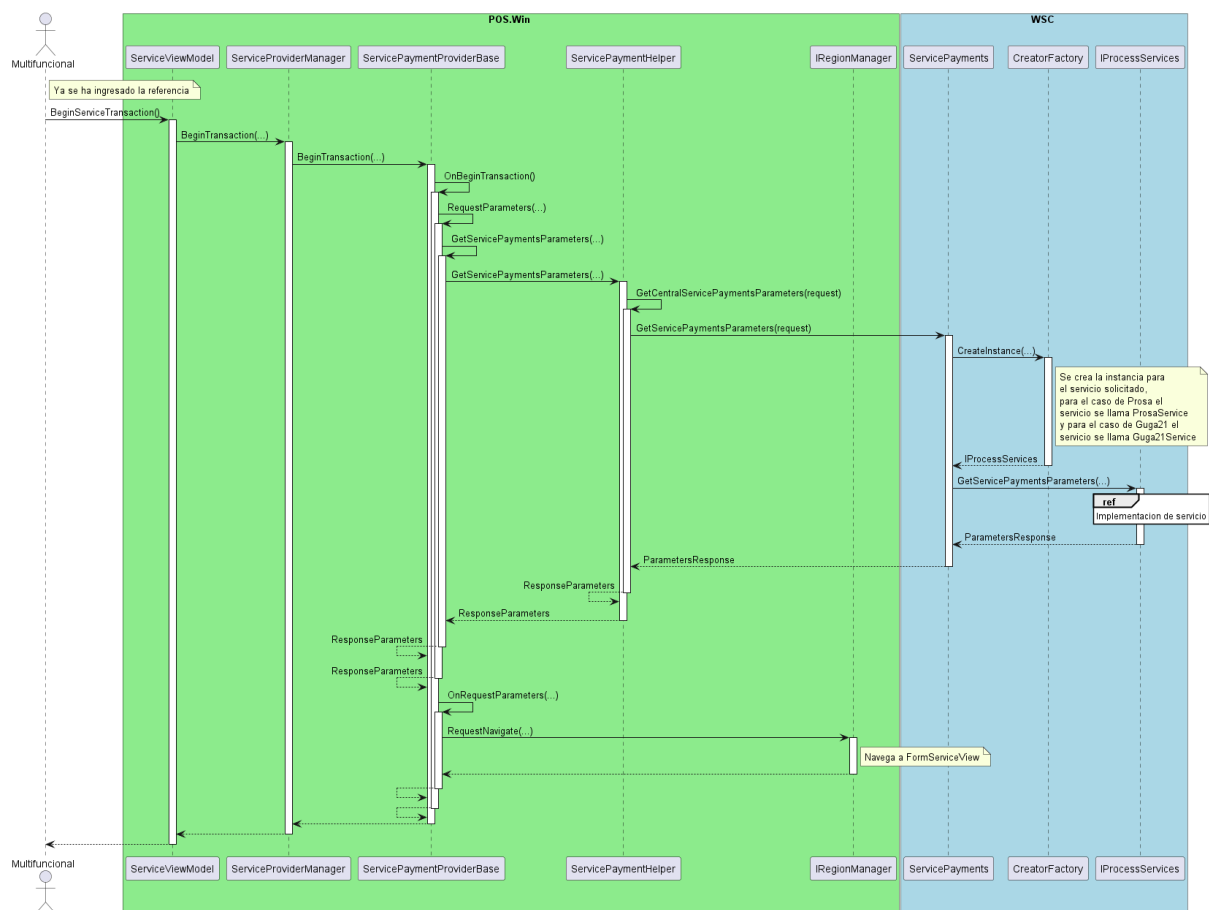 POS.Win
WSC
Multifuncional
ServiceViewModel
ServiceProviderManager
ServicePaymentProviderBase
ServicePaymentHelper
IRegionManager
ServicePayments
CreatorFactory
IProcessServices
Ya se ha ingresado la referencia
BeginServiceTransaction()
BeginTransaction(...)
BeginTransaction(...)
OnBeginTransaction()
RequestParameters(...)
GetServicePaymentsParameters(...)
GetServicePaymentsParameters(...)
GetCentralServicePaymentsParameters(request)
GetServicePaymentsParameters(request)
CreateInstance(...)
Se crea la instancia para
el servicio solicitado,
para el caso de Prosa el
servicio se llama ProsaService
y para el caso de Guga21 el
servicio se llama Guga21Service
IProcessServices
GetServicePaymentsParameters(...)
ref
Implementacion de servicio
ParametersResponse
ParametersResponse
ResponseParameters
ResponseParameters
ResponseParameters
ResponseParameters
OnRequestParameters(...)
RequestNavigate(...)
Navega a FormServiceView
Multifuncional
ServiceViewModel
ServiceProviderManager
ServicePaymentProviderBase
ServicePaymentHelper
IRegionManager
ServicePayments
CreatorFactory
IProcessServices